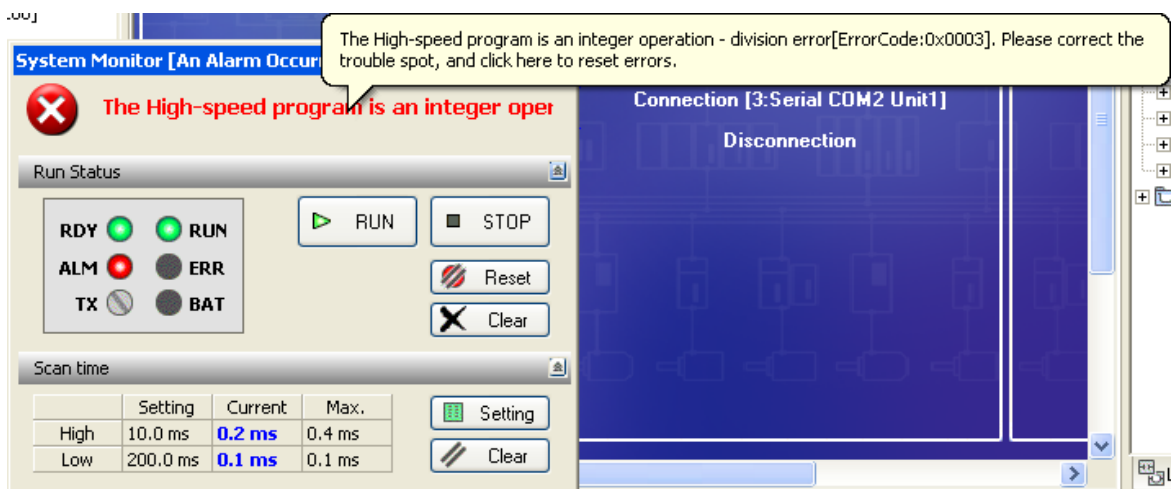 The High-speed program is an integer operation - division error[ErrorCode:0x0003]. Please correct the
trouble spot, and click here to reset errors.
System Monitor [An Alarm Occur
The High-speed program is an integer oper
Connection [3:Serial COM2 Unit1]
Disconnection
Run Status
RDY RUN
ALM ERR
TX BAT
RUN STOP
Reset
Clear
Scan time
Setting Current Max.
High 10.0 ms 0.2 ms 0.4 ms
Low 200.0 ms 0.1 ms 0.1 ms
Setting
Clear